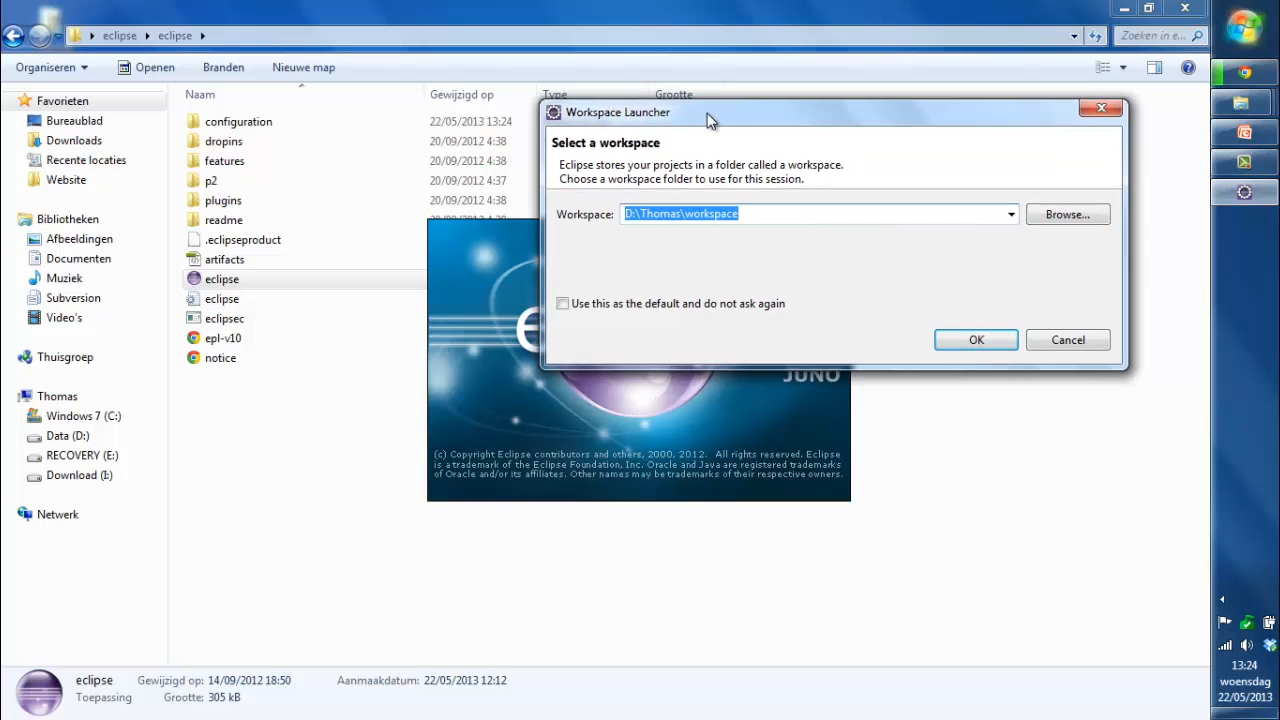 eclipse
eclipse
Zoeken in e...
Organiseren
Openen
Branden
Nieuwe map
Favorieten
Bureaublad
Downloads
Recente locaties
Website
Bibliotheken
Afbeeldingen
Documenten
Muziek
Subversion
Video's
Thuisgroep
Thomas
Windows 7 (C:)
Data (D:)
RECOVERY (E:)
Download (I:)
Netwerk
Naam
Gewijzigd op
Type
Grootte
configuration
22/05/2013 13:24
dropins
20/09/2012 4:38
features
20/09/2012 4:38
p2
20/09/2012 4:37
plugins
20/09/2012 4:38
readme
.eclipseproduct
artifacts
eclipse
eclipse
eclipsec
epl-v10
notice
Workspace Launcher
Select a workspace
Eclipse stores your projects in a folder called a workspace.
Choose a workspace folder to use for this session.
Workspace:
D:\Thomas\workspace
Browse...
Use this as the default and do not ask again
OK
Cancel
e
JUNO
(c) Copyright Eclipse contributors and others, 2000, 2012. All rights reserved. Eclipse
is a trademark of the Eclipse Foundation, Inc. Oracle and Java are registered trademarks
of Oracle and/or its affiliates. Other names may be trademarks of their respective owners.
eclipse
Gewijzigd op: 14/09/2012 18:50
Aanmaakdatum: 22/05/2013 12:12
Toepassing
Grootte: 305 kB
13:24
woensdag
22/05/2013